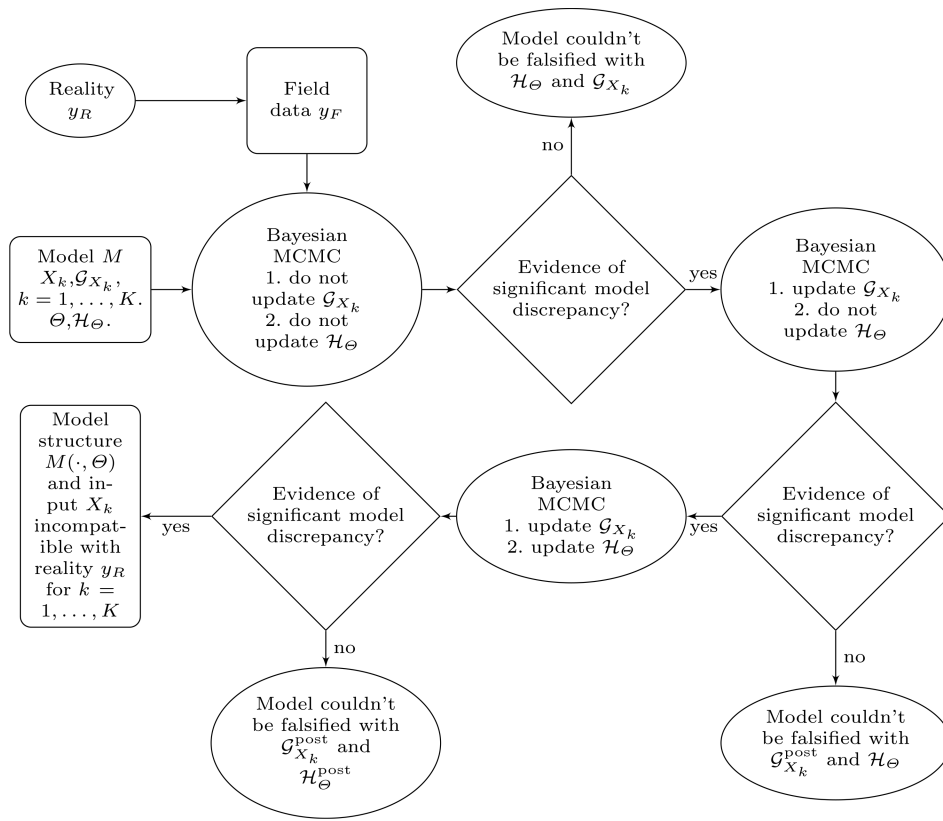 Reality
y_R
Field
data y_F
Model couldn't
be falsified with
ℋ_Θ and 𝒢_{X_k}
no
Model M
X_k,𝒢_{X_k},
k = 1, . . . , K.
Θ,ℋ_Θ.
Bayesian
MCMC
1. do not
update 𝒢_{X_k}
2. do not
update ℋ_Θ
Evidence of
significant model
discrepancy?
yes
Bayesian
MCMC
1. update 𝒢_{X_k}
2. do not
update ℋ_Θ
Model
structure
M(·, Θ)
and in-
put X_k
incompat-
ible with
reality y_R
for k =
1, . . . , K
yes
Evidence of
significant model
discrepancy?
Bayesian
MCMC
1. update 𝒢_{X_k}
2. update ℋ_Θ
yes
Evidence of
significant model
discrepancy?
no
Model couldn't
be falsified with
𝒢_{X_k}^{post} and
ℋ_Θ^{post}
no
Model couldn't
be falsified with
𝒢_{X_k}^{post} and ℋ_Θ